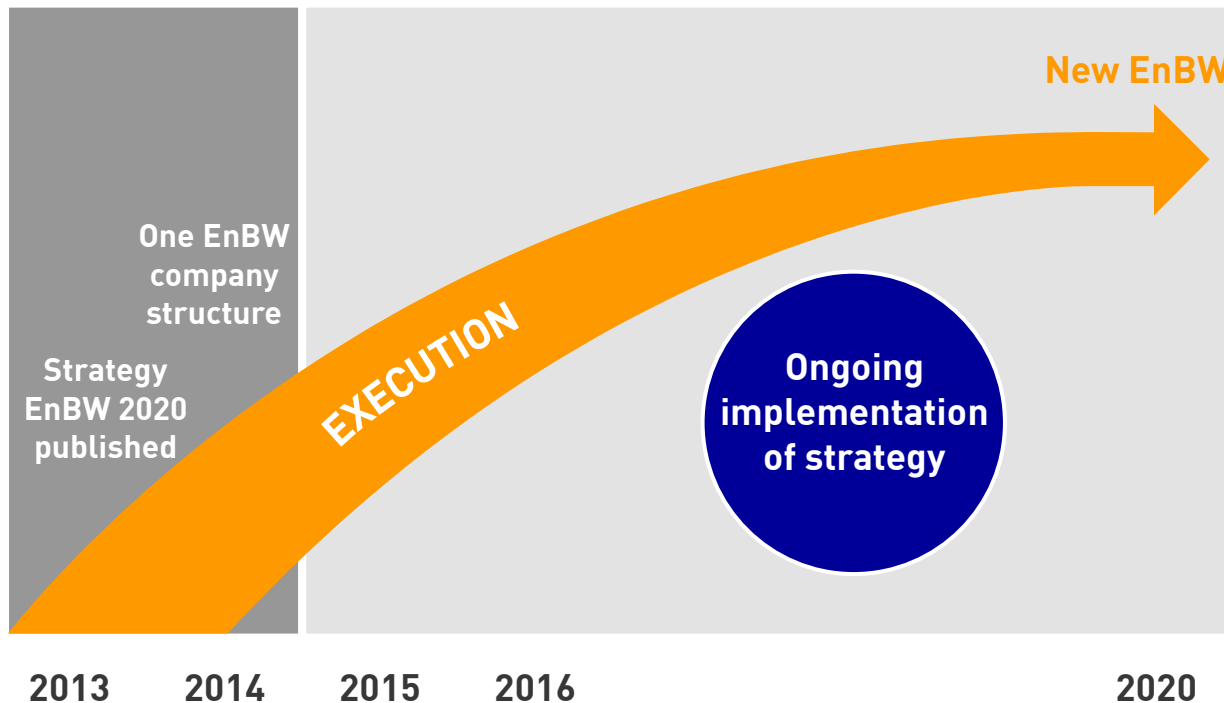 New EnBW
One EnBW
company
structure
Strategy
EnBW 2020
published
EXECUTION
Ongoing
implementation
of strategy
2013 2014 2015 2016 2020